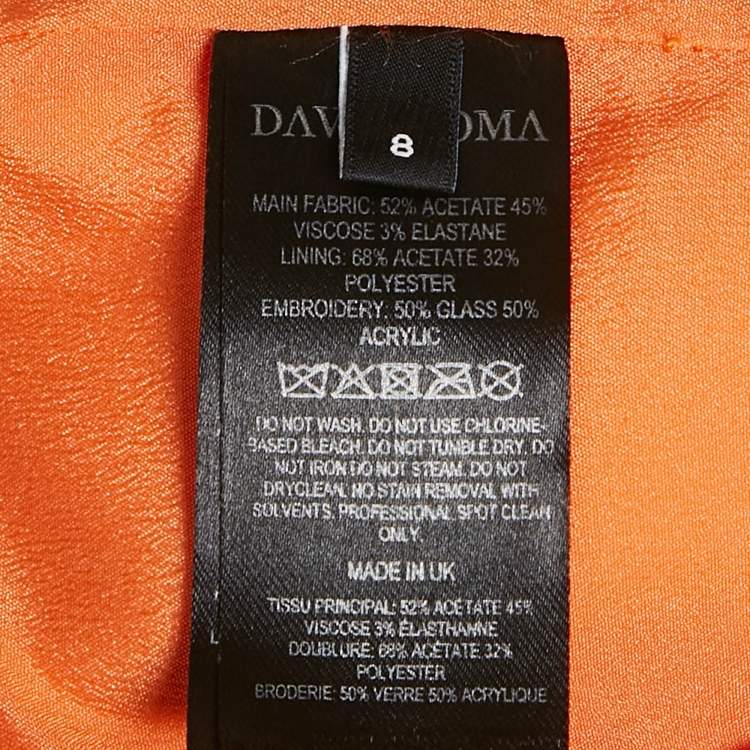 DAV OMA
8
MAIN FABRIC: 52% ACETATE 45%
VISCOSE 3% ELASTANE
LINING: 68% ACETATE 32%
POLYESTER
EMBROIDERY: 50% GLASS 50%
ACRYLIC
DO NOT WASH. DO NOT USE CHLORINE-
BASED BLEACH. DO NOT TUMBLE DRY. DO
NOT IRON DO NOT STEAM. DO NOT
DRYCLEAN. NO STAIN REMOVAL WITH
SOLVENTS. PROFESSIONAL SPOT CLEAN
ONLY.
MADE IN UK
TISSU PRINCIPAL: 52% ACÉTATE 45%
VISCOSE 3% ÉLASTHANNE
DOUBLURE: 68% ACÉTATE 32%
POLYESTER
BRODERIE: 50% VERRE 50% ACRYLIQUE